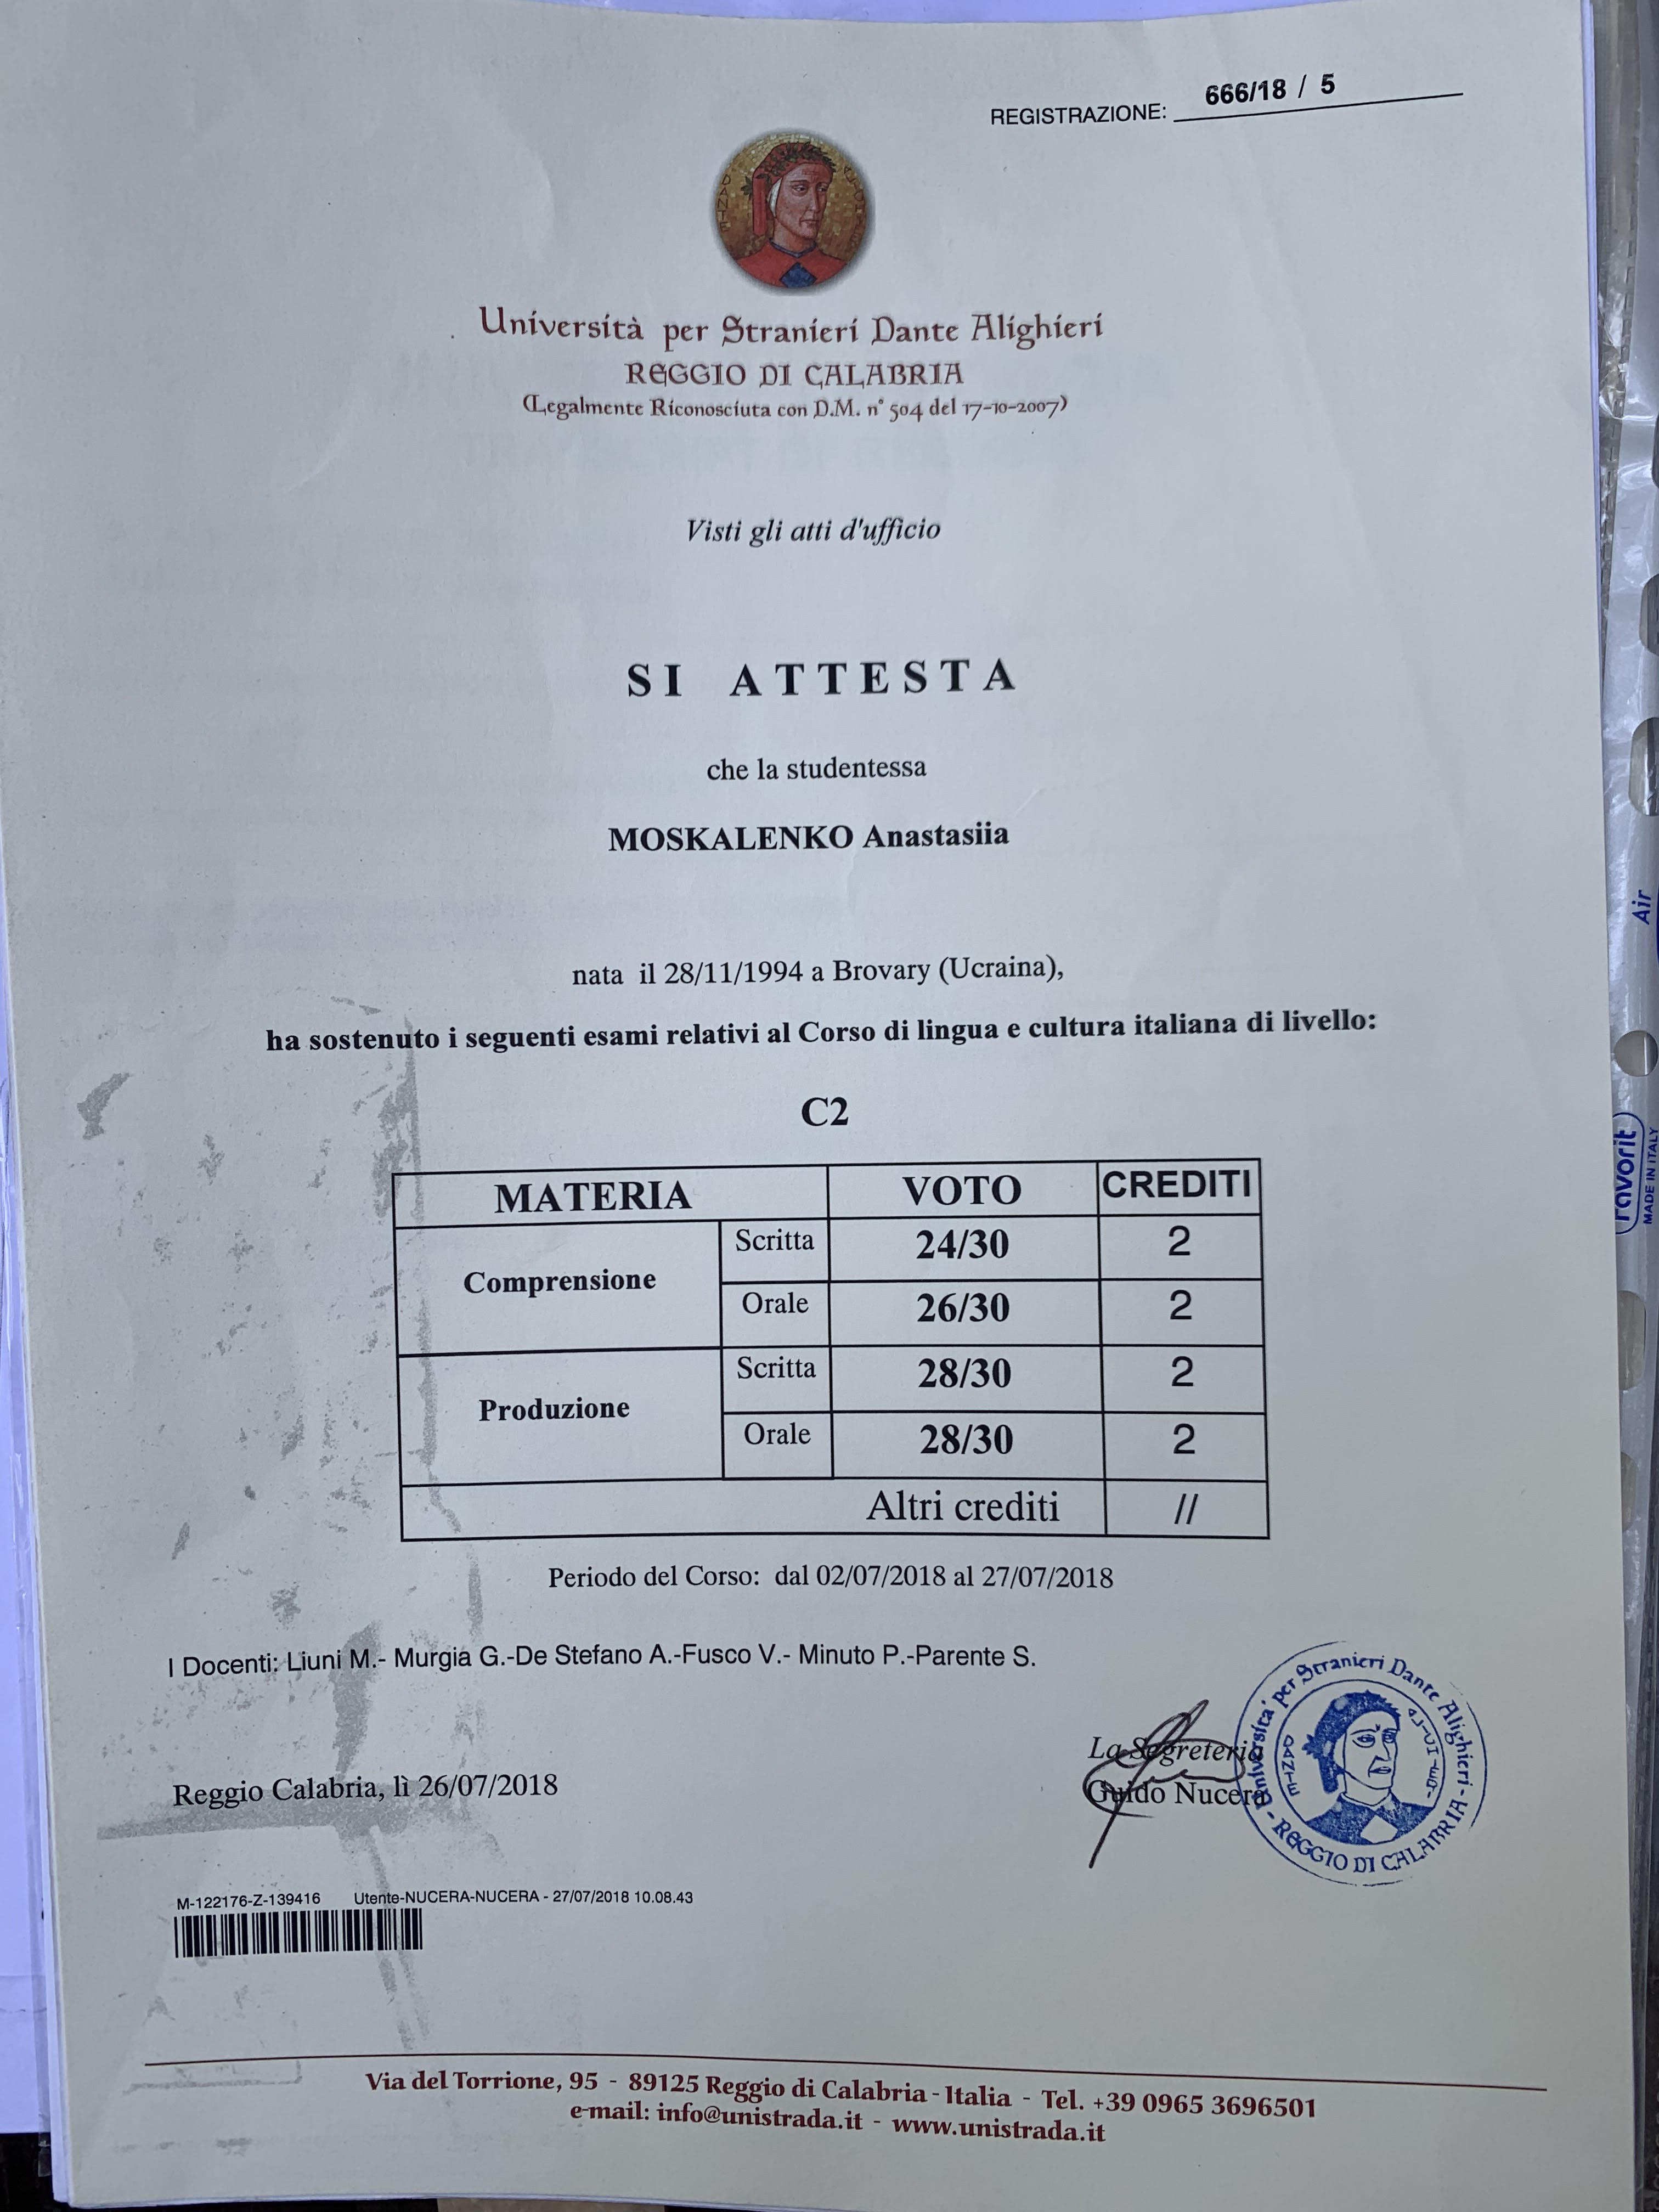 REGISTRAZIONE: 666/18 / 5
Università per Stranieri Dante Alighieri
REGGIO DI CALABRIA
(Legalmente Riconosciuta con D.M. n° 504 del 17-10-2007)
Visti gli atti d'ufficio
SI ATTESTA
che la studentessa
MOSKALENKO Anastasiia
nata il 28/11/1994 a Brovary (Ucraina),
ha sostenuto i seguenti esami relativi al Corso di lingua e cultura italiana di livello:
C2
MATERIA VOTO CREDITI
Comprensione Scritta 24/30 2
Orale 26/30 2
Produzione Scritta 28/30 2
Orale 28/30 2
Altri crediti //
Periodo del Corso: dal 02/07/2018 al 27/07/2018
I Docenti: Liuni M.- Murgia G.-De Stefano A.-Fusco V.- Minuto P.-Parente S.
La Segreteria
Guido Nucera
Università per Stranieri Dante Alighieri - REGGIO DI CALABRIA -
DANTE
Reggio Calabria, lì 26/07/2018
M-122176-Z-139416 Utente-NUCERA-NUCERA - 27/07/2018 10.08.43
Via del Torrione, 95 - 89125 Reggio di Calabria - Italia - Tel. +39 0965 3696501
e-mail: info@unistrada.it - www.unistrada.it
Air
favorit
MADE IN ITALY